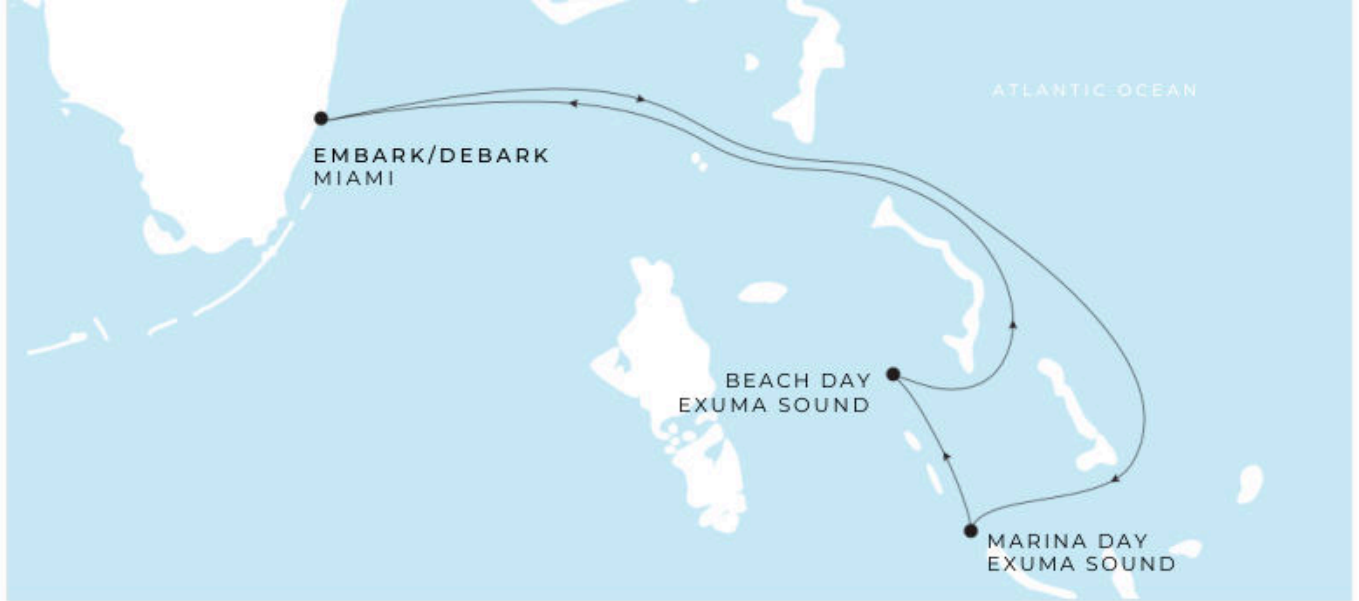 ATLANTIC OCEAN
EMBARK/DEBARK
MIAMI
BEACH DAY
EXUMA SOUND
MARINA DAY
EXUMA SOUND